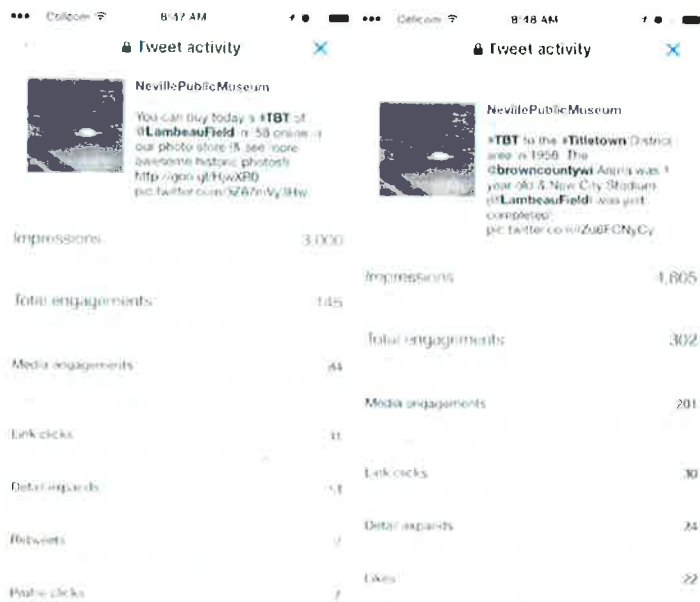 Cellcom
8:47 AM
Tweet activity
NevillePublicMuseum
You can buy today's #TBT of
@LambeauField in '58 online in
our photo store & see more
awesome historic photos!!
Impressions 3,000
Total engagements 145
Media engagements
Link clicks
Detail expands
Retweets
Profile clicks
Cellcom
8:48 AM
Tweet activity
NevillePublicMuseum
#TBT to the #Titletown District
area in 1958. The
@browncountywi Arena was 1
year old & New City Stadium
(@LambeauField) was just
completed!
Impressions
Total engagements 302
Media engagements 201
Link clicks 30
Detail expands 24
Likes 22